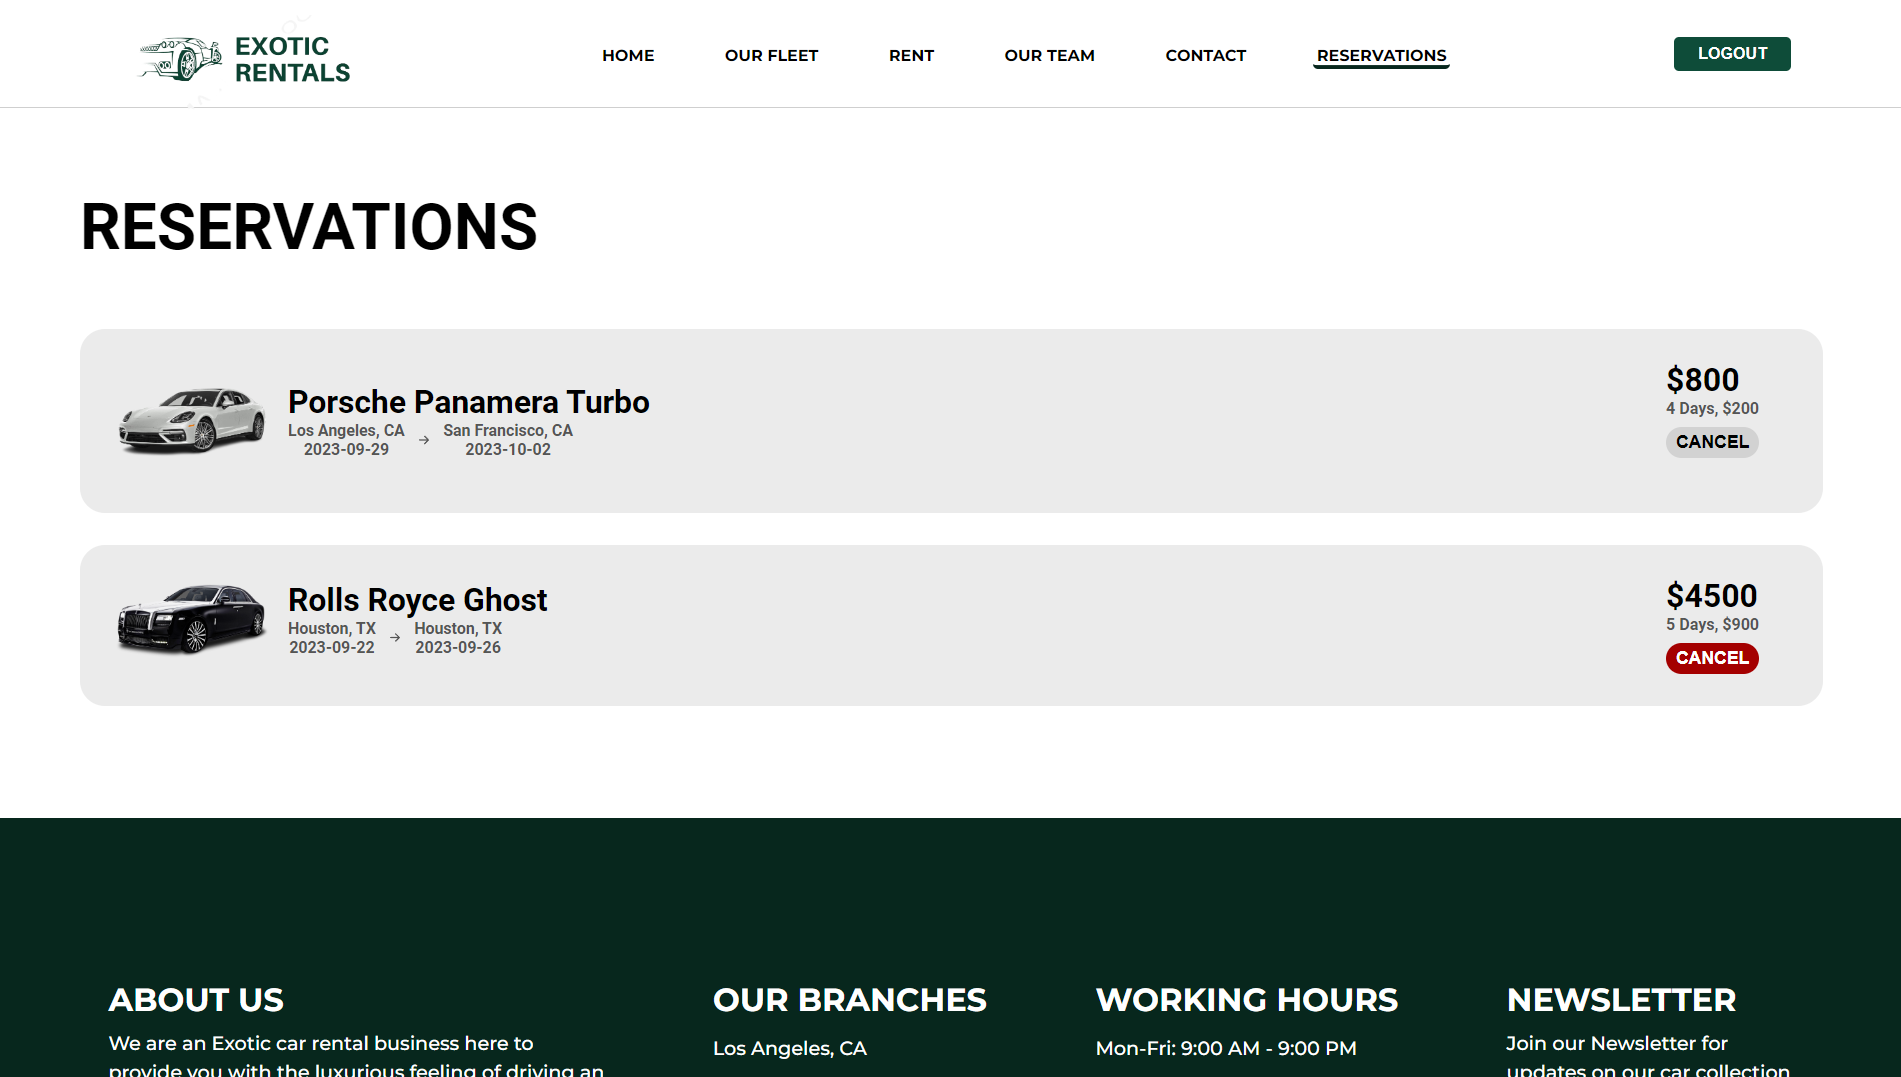 EXOTIC
RENTALS
HOME
OUR FLEET
RENT
OUR TEAM
CONTACT
RESERVATIONS
LOGOUT
RESERVATIONS
Porsche Panamera Turbo
Los Angeles, CA → San Francisco, CA
2023-09-29 2023-10-02
$800
4 Days, $200
CANCEL
Rolls Royce Ghost
Houston, TX → Houston, TX
2023-09-22 2023-09-26
$4500
5 Days, $900
CANCEL
ABOUT US
We are an Exotic car rental business here to
provide you with the luxurious feeling of driving an
OUR BRANCHES
Los Angeles, CA
WORKING HOURS
Mon-Fri: 9:00 AM - 9:00 PM
NEWSLETTER
Join our Newsletter for
updates on our car collection